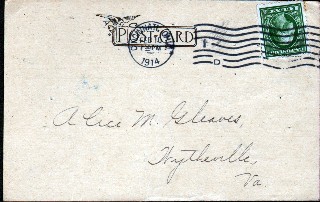 POST CARD
1914
D
Alice M. Gleaves,
Wytheville,
Va.